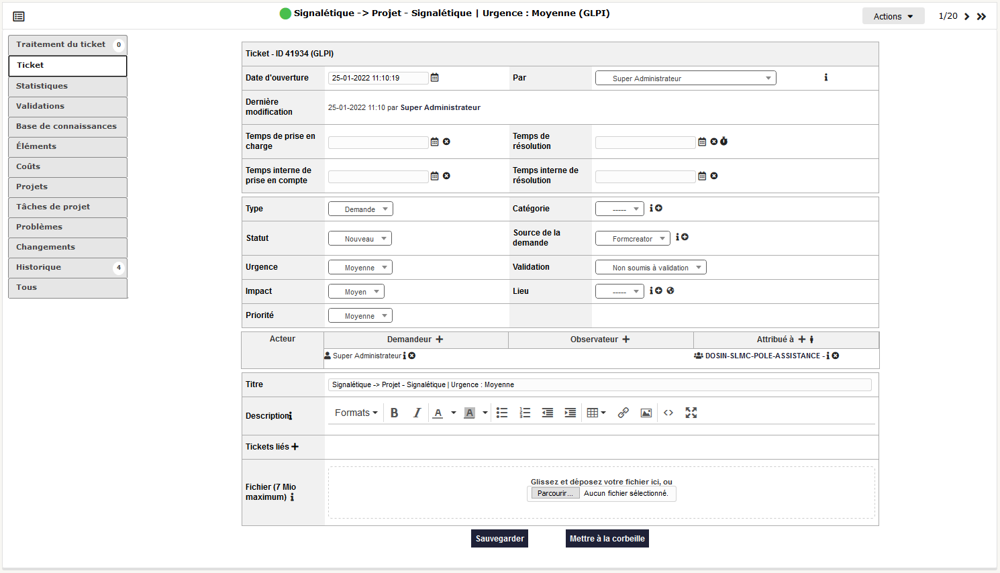 Signalétique -> Projet - Signalétique | Urgence : Moyenne (GLPI)
Actions
1/20
Traitement du ticket 0
Ticket
Statistiques
Validations
Base de connaissances
Éléments
Coûts
Projets
Tâches de projet
Problèmes
Changements
Historique 4
Tous
Ticket - ID 41934 (GLPI)
Date d'ouverture 25-01-2022 11:10:19 Par Super Administrateur
Dernière
modification
25-01-2022 11:10 par Super Administrateur
Temps de prise en
charge
Temps de
résolution
Temps interne de
prise en compte
Temps interne de
résolution
Type Demande Catégorie -----
Statut Nouveau
Source de la
demande
Formcreator
Urgence Moyenne Validation Non soumis à validation
Impact Moyen Lieu -----
Priorité Moyenne
Acteur Demandeur Observateur Attribué à
Super Administrateur DOSIN-SLMC-POLE-ASSISTANCE -
Titre Signalétique -> Projet - Signalétique | Urgence : Moyenne
Description Formats B I A A
Tickets liés
Fichier (7 Mio
maximum)
Glissez et déposez votre fichier ici, ou
Parcourir... Aucun fichier sélectionné.
Sauvegarder Mettre à la corbeille